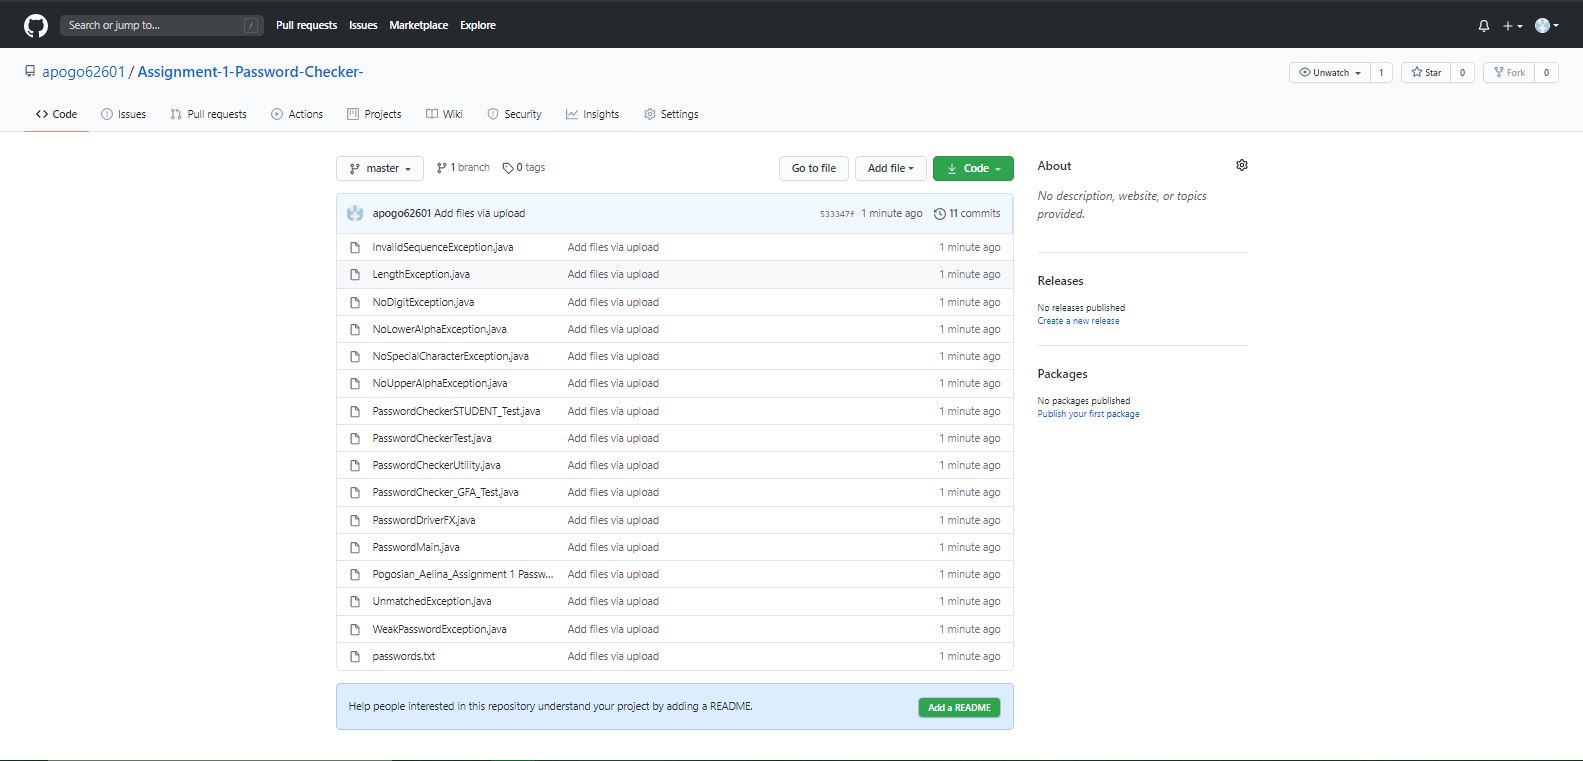 Search or jump to... /
Pull requests Issues Marketplace Explore
apogo62601 / Assignment-1-Password-Checker-
Unwatch 1 Star 0 Fork 0
Code Issues Pull requests Actions Projects Wiki Security Insights Settings
master 1 branch 0 tags Go to file Add file Code
apogo62601 Add files via upload 533347f 1 minute ago 11 commits
InvalidSequenceException.java Add files via upload 1 minute ago
LengthException.java Add files via upload 1 minute ago
NoDigitException.java Add files via upload 1 minute ago
NoLowerAlphaException.java Add files via upload 1 minute ago
NoSpecialCharacterException.java Add files via upload 1 minute ago
NoUpperAlphaException.java Add files via upload 1 minute ago
PasswordCheckerSTUDENT_Test.java Add files via upload 1 minute ago
PasswordCheckerTest.java Add files via upload 1 minute ago
PasswordCheckerUtility.java Add files via upload 1 minute ago
PasswordChecker_GFA_Test.java Add files via upload 1 minute ago
PasswordDriverFX.java Add files via upload 1 minute ago
PasswordMain.java Add files via upload 1 minute ago
Pogosian_Aelina_Assignment 1 Passw... Add files via upload 1 minute ago
UnmatchedException.java Add files via upload 1 minute ago
WeakPasswordException.java Add files via upload 1 minute ago
passwords.txt Add files via upload 1 minute ago
Help people interested in this repository understand your project by adding a README. Add a README
About
No description, website, or topics
provided.
Releases
No releases published
Create a new release
Packages
No packages published
Publish your first package